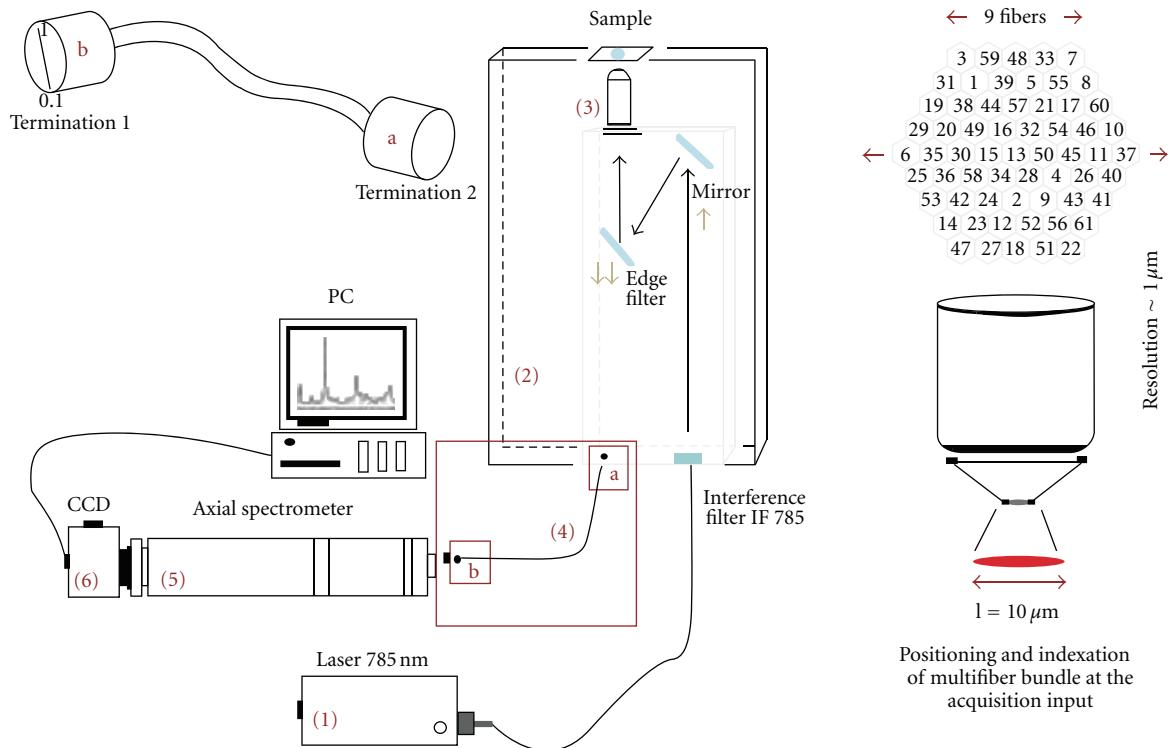 1
b
0.1
Termination 1
a
Termination 2
Sample
(3)
Mirror
Edge
filter
(2)
a
Interference
filter IF 785
PC
CCD
Axial spectrometer
(4)
b
(6)
(5)
Laser 785 nm
(1)
9 fibers
3 59 48 33 7
31 1 39 5 55 8
19 38 44 57 21 17 60
29 20 49 16 32 54 46 10
6 35 30 15 13 50 45 11 37
25 36 58 34 28 4 26 40
53 42 24 2 9 43 41
14 23 12 52 56 61
47 27 18 51 22
Resolution ~ 1 μm
l = 10 μm
Positioning and indexation
of multifiber bundle at the
acquisition input